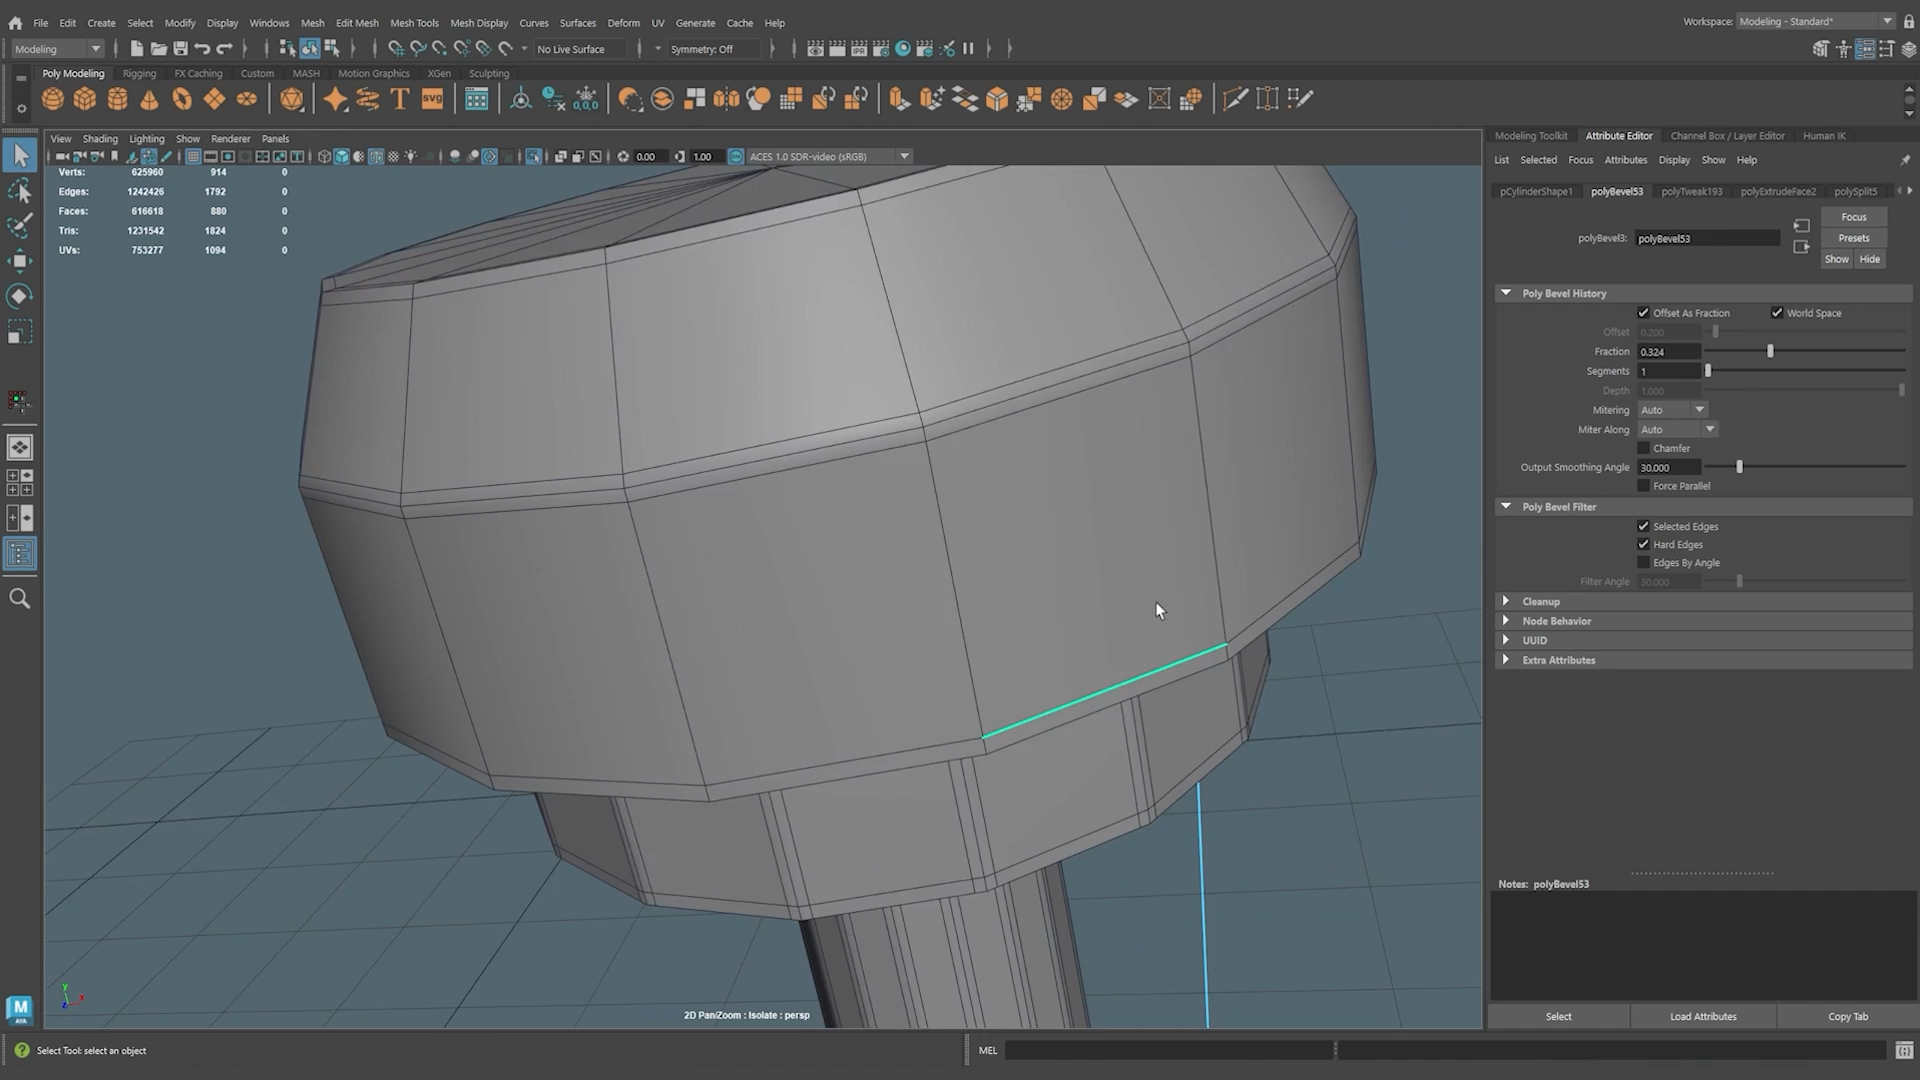 File Edit Create Select Modify Display Windows Mesh Edit Mesh Mesh Tools Mesh Display Curves Surfaces Deform UV Generate Cache Help
Workspace: Modeling - Standard*
Modeling
No Live Surface
Symmetry: Off
IPR
Poly Modeling Rigging FX Caching Custom MASH Motion Graphics XGen Sculpting
T
svg
0,0,0
View Shading Lighting Show Renderer Panels
0.00
1.00
ACES 1.0 SDR-video (sRGB)
Verts: 625960 914 0
Edges: 1242426 1792 0
Faces: 616618 880 0
Tris: 1231542 1824 0
UVs: 753277 1094 0
2D Pan/Zoom : Isolate : persp
y
x
z
M
AYA
Modeling Toolkit Attribute Editor Channel Box / Layer Editor Human IK
List Selected Focus Attributes Display Show Help
pCylinderShape1 polyBevel53 polyTweak193 polyExtrudeFace2 polySplit5
polyBevel3: polyBevel53
Focus
Presets
Show Hide
Poly Bevel History
Offset As Fraction World Space
Offset 0.200
Fraction 0.324
Segments 1
Depth 1.000
Mitering Auto
Miter Along Auto
Chamfer
Output Smoothing Angle 30.000
Force Parallel
Poly Bevel Filter
Selected Edges
Hard Edges
Edges By Angle
Filter Angle 30.000
Cleanup
Node Behavior
UUID
Extra Attributes
Notes: polyBevel53
Select Load Attributes Copy Tab
Select Tool: select an object
MEL